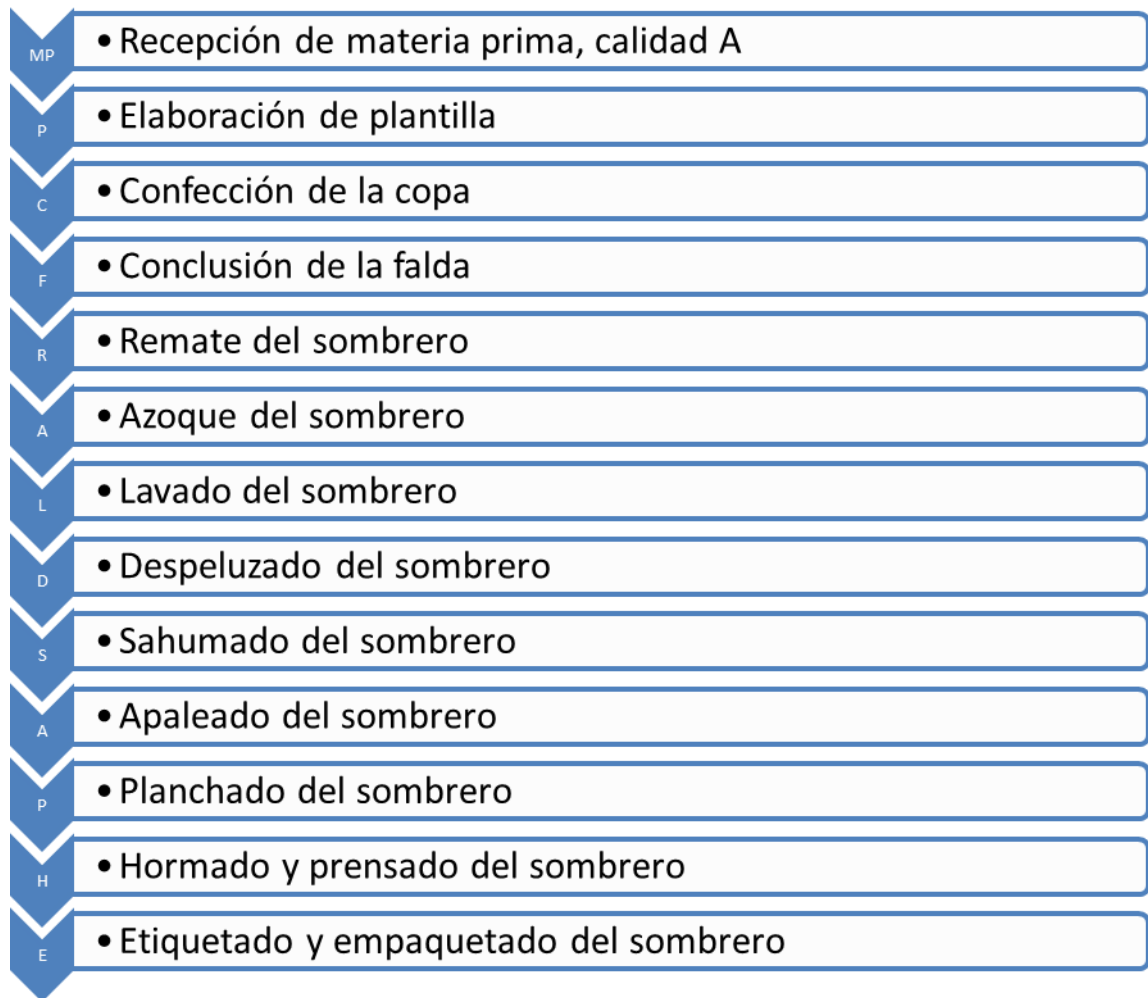 MP
• Recepción de materia prima, calidad A
P
• Elaboración de plantilla
C
• Confección de la copa
F
• Conclusión de la falda
R
• Remate del sombrero
A
• Azoque del sombrero
L
• Lavado del sombrero
D
• Despeluzado del sombrero
S
• Sahumado del sombrero
A
• Apaleado del sombrero
P
• Planchado del sombrero
H
• Hormado y prensado del sombrero
E
• Etiquetado y empaquetado del sombrero